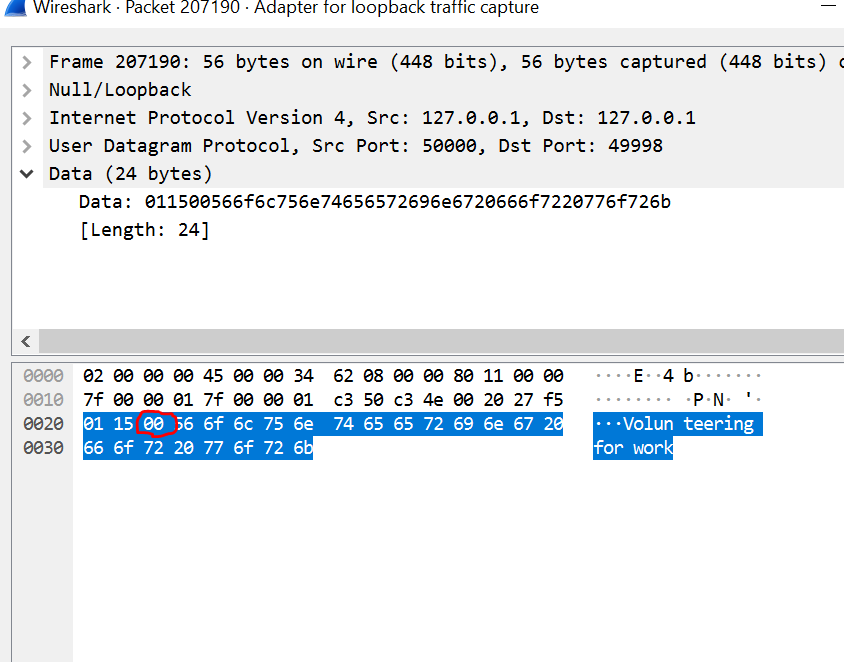 Wireshark · Packet 207190 · Adapter for loopback traffic capture
Frame 207190: 56 bytes on wire (448 bits), 56 bytes captured (448 bits)
Null/Loopback
Internet Protocol Version 4, Src: 127.0.0.1, Dst: 127.0.0.1
User Datagram Protocol, Src Port: 50000, Dst Port: 49998
Data (24 bytes)
Data: 011500566f6c756e74656572696e6720666f7220776f726b
[Length: 24]
0000 02 00 00 00 45 00 00 34 62 08 00 00 80 11 00 00 ····E··4 b·······
0010 7f 00 00 01 7f 00 00 01 c3 50 c3 4e 00 20 27 f5 ········ ·P·N· '·
0020 01 15 00 56 6f 6c 75 6e 74 65 65 72 69 6e 67 20 ···Volun teering
0030 66 6f 72 20 77 6f 72 6b for work